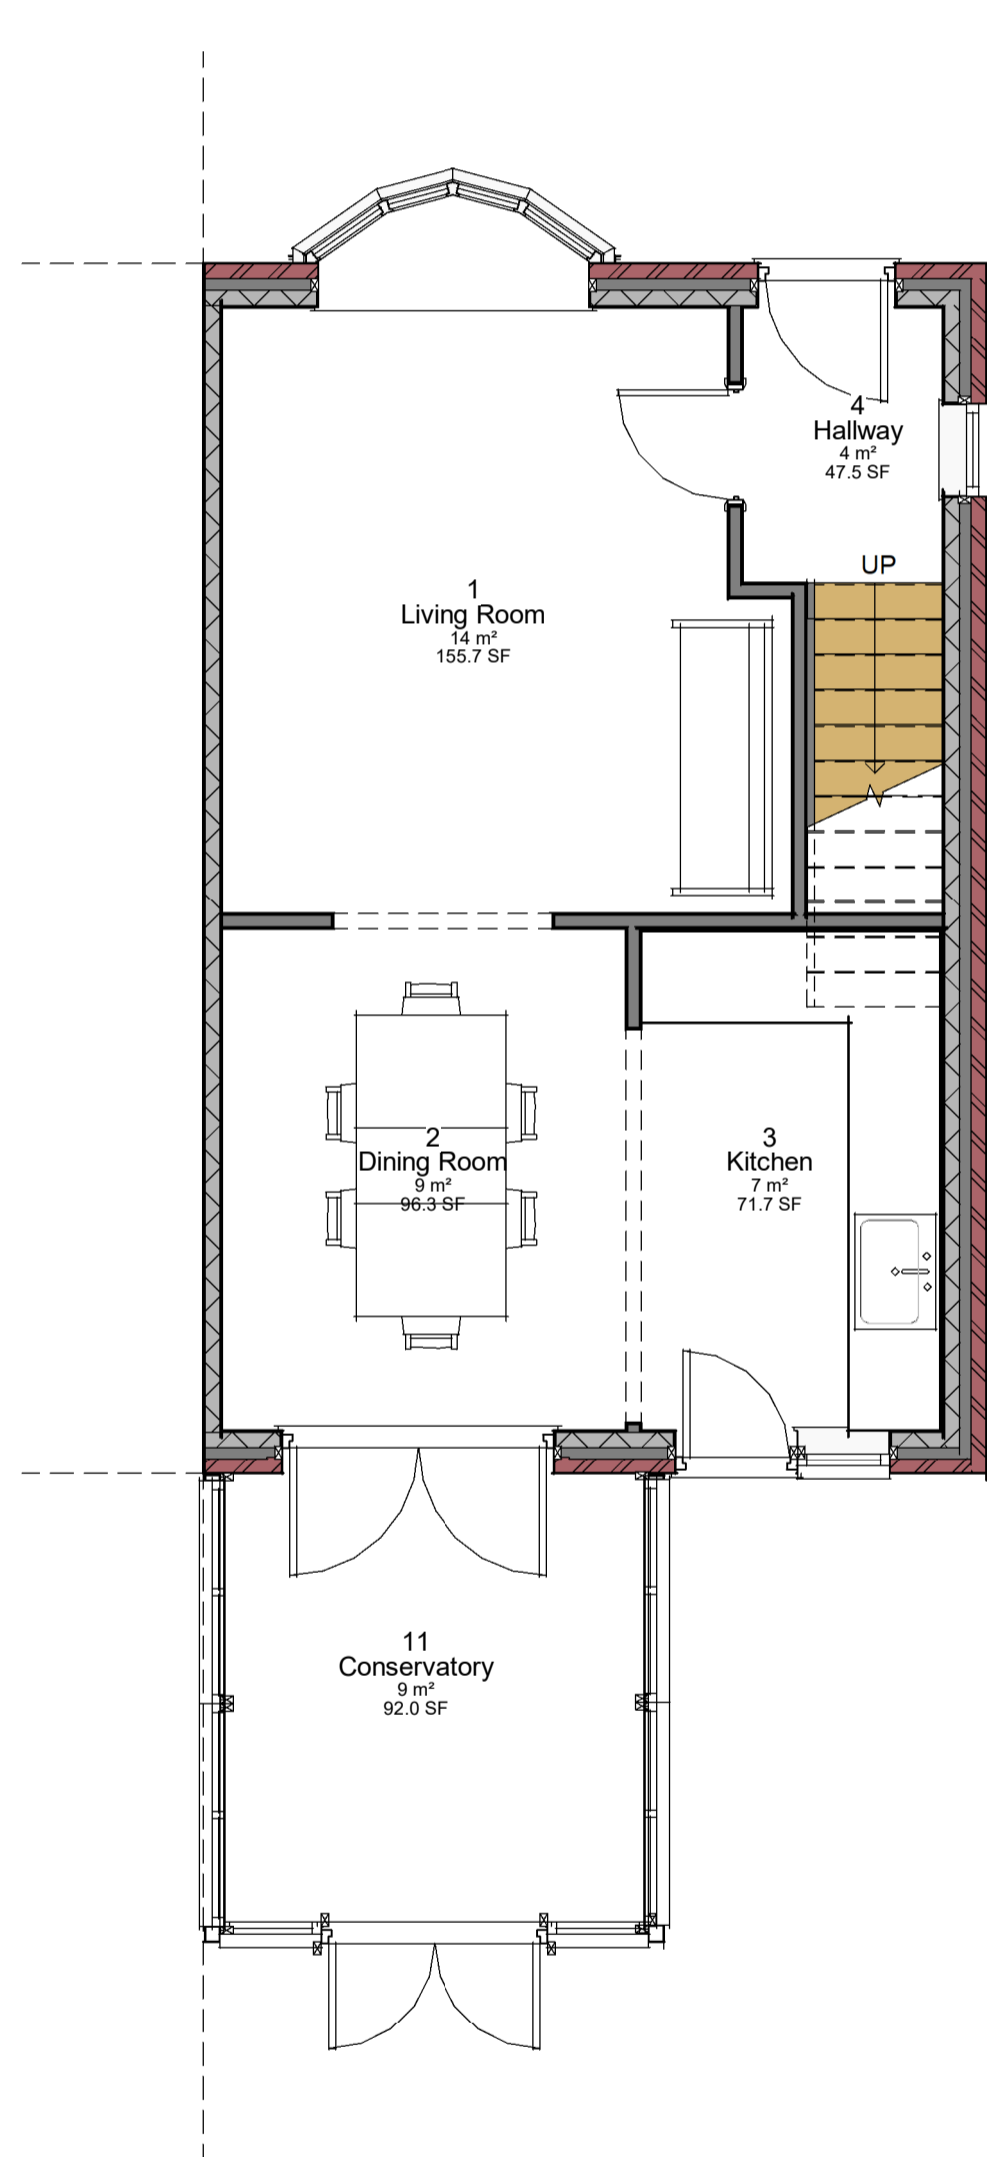 4
Hallway
4 m²
47.5 SF
UP
1
Living Room
14 m²
155.7 SF
2
Dining Room
9 m²
96.3 SF
3
Kitchen
7 m²
71.7 SF
11
Conservatory
9 m²
92.0 SF